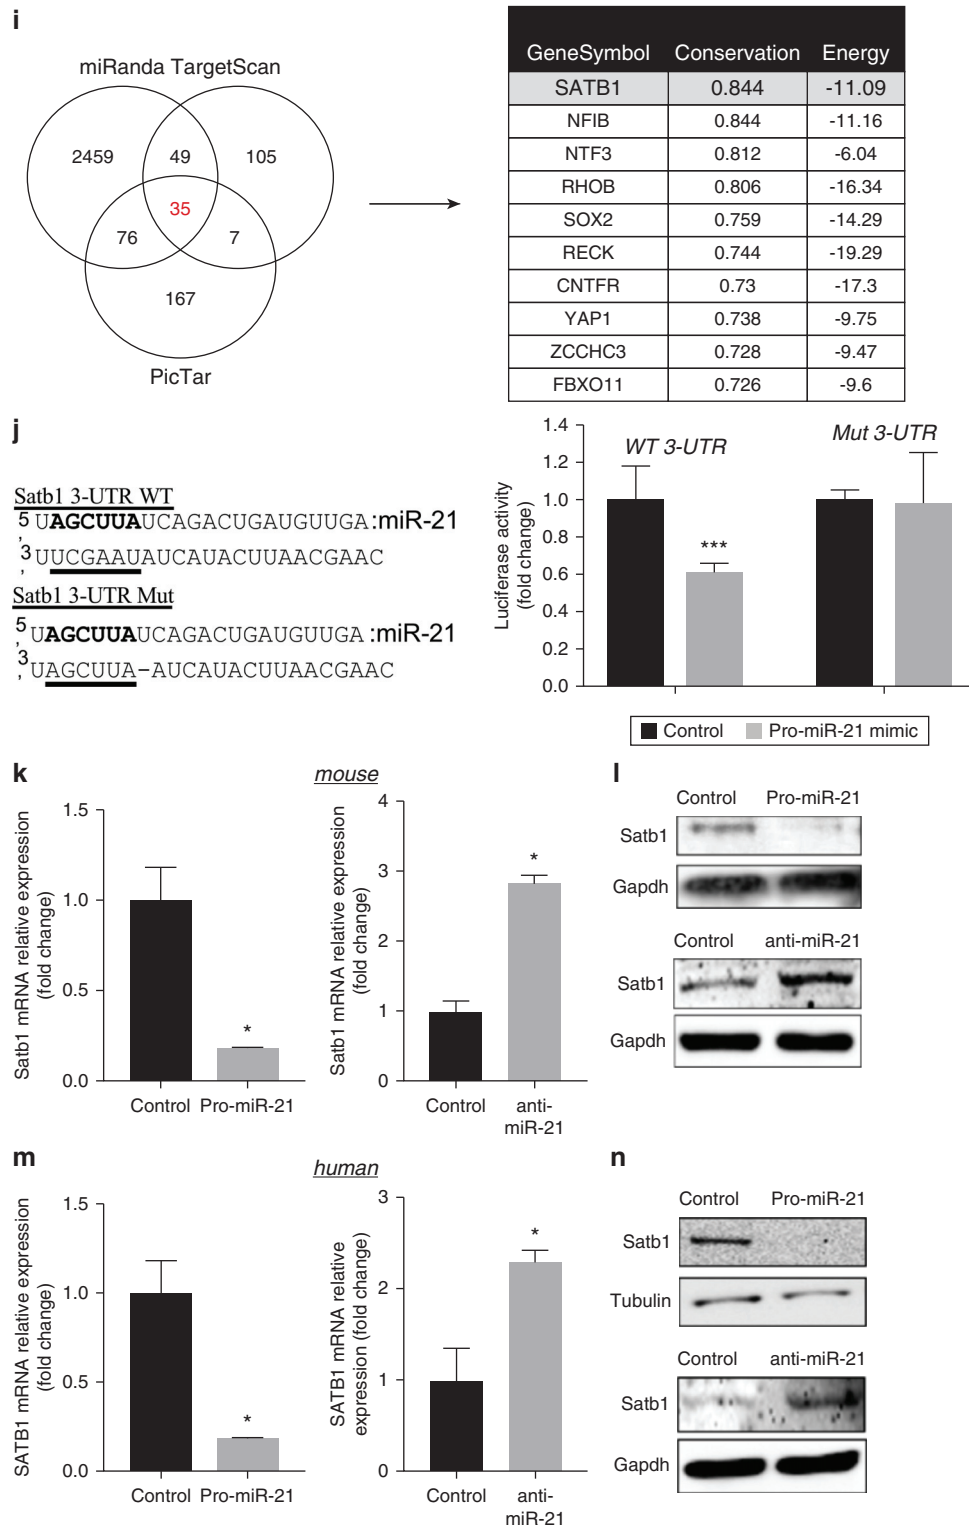 i
miRanda TargetScan
2459
49
105
35
76
7
167
PicTar
GeneSymbol Conservation Energy
SATB1 0.844 -11.09
NFIB 0.844 -11.16
NTF3 0.812 -6.04
RHOB 0.806 -16.34
SOX2 0.759 -14.29
RECK 0.744 -19.29
CNTFR 0.73 -17.3
YAP1 0.738 -9.75
ZCCHC3 0.728 -9.47
FBXO11 0.726 -9.6
j
Satb1 3-UTR WT
5, UAGCUUAUCAGACUGAUGUUGA:miR-21
3, UUCGAAUAUCAUACUUAACGAAC
Satb1 3-UTR Mut
5, UAGCUUAUCAGACUGAUGUUGA :miR-21
3, UAGCUUA–AUCAUACUUAACGAAC
Luciferase activity
(fold change)
1.4
1.2
1.0
0.8
0.6
0.4
0.2
0.0
WT 3-UTR
Mut 3-UTR
***
Control
Pro-miR-21 mimic
k
mouse
Satb1 mRNA relative expression
(fold change)
1.5
1.0
0.5
0.0
*
Control Pro-miR-21
Satb1 mRNA relative expression
(fold change)
4
3
2
1
0
*
Control
anti-
miR-21
l
Control Pro-miR-21
Satb1
Gapdh
Control anti-miR-21
Satb1
Gapdh
m
human
SATB1 mRNA relative expression
(fold change)
1.5
1.0
0.5
0.0
*
Control Pro-miR-21
SATB1 mRNA relative
expression (fold change)
3
2
1
0
*
Control
anti-
miR-21
n
Control Pro-miR-21
Satb1
Tubulin
Control anti-miR-21
Satb1
Gapdh